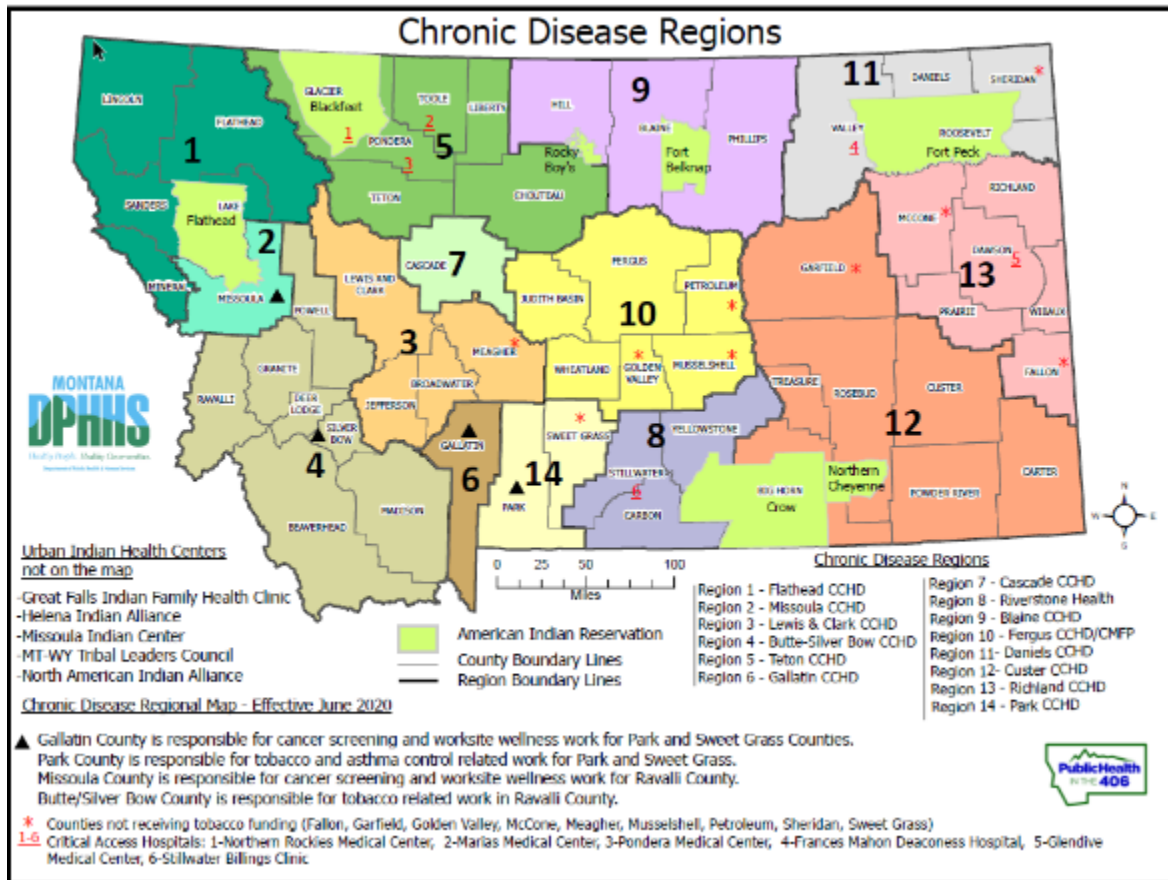 Chronic Disease Regions
LINCOLN
FLATHEAD
1
SANDERS
LAKE
Flathead
MINERAL
2
MISSOULA
GLACIER
Blackfeet
1
TOOLE
2
LIBERTY
PONDERA
5
3
TETON
CHOUTEAU
HILL
Rocky
Boy's
9
BLAINE
Fort
Belknap
PHILLIPS
11
DANIELS
SHERIDAN *
VALLEY
4
ROOSEVELT
Fort Peck
RICHLAND
MCCONE *
DAWSON
5
13
PRAIRIE
WIBAUX
FALLON *
POWELL
LEWIS AND
CLARK
3
CASCADE
7
MEAGHER *
BROADWATER
JEFFERSON
JUDITH BASIN
FERGUS
PETROLEUM
*
10
WHEATLAND
*
GOLDEN
VALLEY
MUSSELSHELL *
GARFIELD *
TREASURE
ROSEBUD
CUSTER
12
Northern
Cheyenne
POWDER RIVER
CARTER
RAVALLI
GRANITE
DEER
LODGE
SILVER
BOW
4
BEAVERHEAD
MADISON
GALLATIN
6
*
SWEET GRASS
14
PARK
8
YELLOWSTONE
STILLWATER
6
CARBON
BIG HORN
Crow
MONTANA
DPHHS
Healthy People. Healthy Communities.
Department of Public Health & Human Services
N
W
E
S
0 25 50 100
Miles
Urban Indian Health Centers
not on the map
-Great Falls Indian Family Health Clinic
-Helena Indian Alliance
-Missoula Indian Center
-MT-WY Tribal Leaders Council
-North American Indian Alliance
American Indian Reservation
County Boundary Lines
Region Boundary Lines
Chronic Disease Regions
Region 1 - Flathead CCHD
Region 2 - Missoula CCHD
Region 3 - Lewis & Clark CCHD
Region 4 - Butte-Silver Bow CCHD
Region 5 - Teton CCHD
Region 6 - Gallatin CCHD
Region 7 - Cascade CCHD
Region 8 - Riverstone Health
Region 9 - Blaine CCHD
Region 10 - Fergus CCHD/CMFP
Region 11- Daniels CCHD
Region 12- Custer CCHD
Region 13 - Richland CCHD
Region 14 - Park CCHD
Chronic Disease Regional Map - Effective June 2020
▲ Gallatin County is responsible for cancer screening and worksite wellness work for Park and Sweet Grass Counties.
Park County is responsible for tobacco and asthma control related work for Park and Sweet Grass.
Missoula County is responsible for cancer screening and worksite wellness work for Ravalli County.
Butte/Silver Bow County is responsible for tobacco related work in Ravalli County.
PublicHealth
IN THE 406
* Counties not receiving tobacco funding (Fallon, Garfield, Golden Valley, McCone, Meagher, Musselshell, Petroleum, Sheridan, Sweet Grass)
1-6 Critical Access Hospitals: 1-Northern Rockies Medical Center, 2-Marias Medical Center, 3-Pondera Medical Center, 4-Frances Mahon Deaconess Hospital, 5-Glendive
Medical Center, 6-Stillwater Billings Clinic